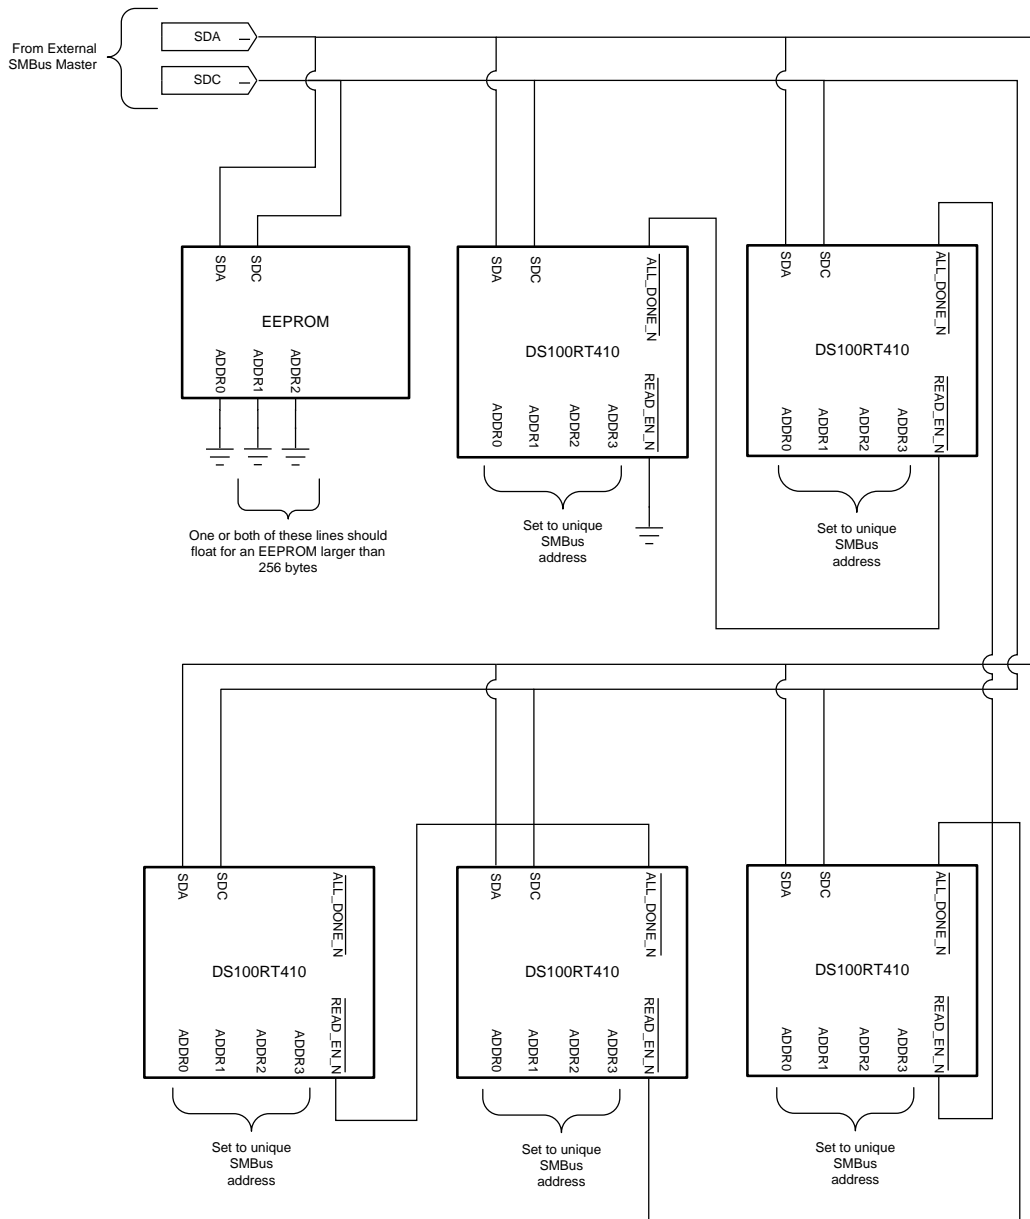 From External
SMBus Master
SDA
SDC
SDA
SDC
EEPROM
ADDR0
ADDR1
ADDR2
One or both of these lines should
float for an EEPROM larger than
256 bytes
SDA
SDC
ALL_DONE_N
DS100RT410
ADDR0
ADDR1
ADDR2
ADDR3
READ_EN_N
Set to unique
SMBus
address
SDA
SDC
ALL_DONE_N
DS100RT410
ADDR0
ADDR1
ADDR2
ADDR3
READ_EN_N
Set to unique
SMBus
address
SDA
SDC
ALL_DONE_N
DS100RT410
ADDR0
ADDR1
ADDR2
ADDR3
READ_EN_N
Set to unique
SMBus
address
SDA
SDC
ALL_DONE_N
DS100RT410
ADDR0
ADDR1
ADDR2
ADDR3
READ_EN_N
Set to unique
SMBus
address
SDA
SDC
ALL_DONE_N
DS100RT410
ADDR0
ADDR1
ADDR2
ADDR3
READ_EN_N
Set to unique
SMBus
address